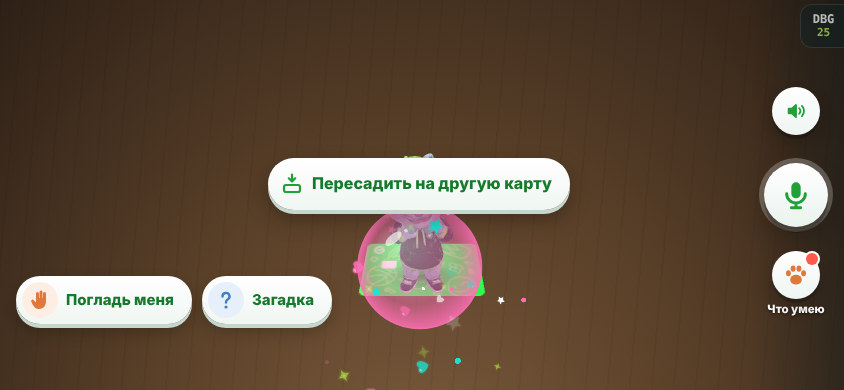 DBG
25
Пересадить на другую карту
Погладь меня
? Загадка
Что умею